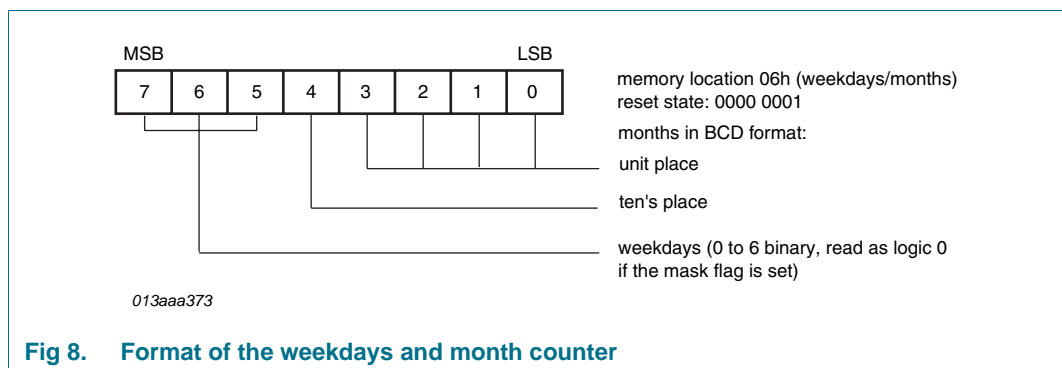 MSB LSB
7 6 5 4 3 2 1 0
memory location 06h (weekdays/months)
reset state: 0000 0001
months in BCD format:
unit place
ten's place
weekdays (0 to 6 binary, read as logic 0
if the mask flag is set)
013aaa373
Fig 8. Format of the weekdays and month counter